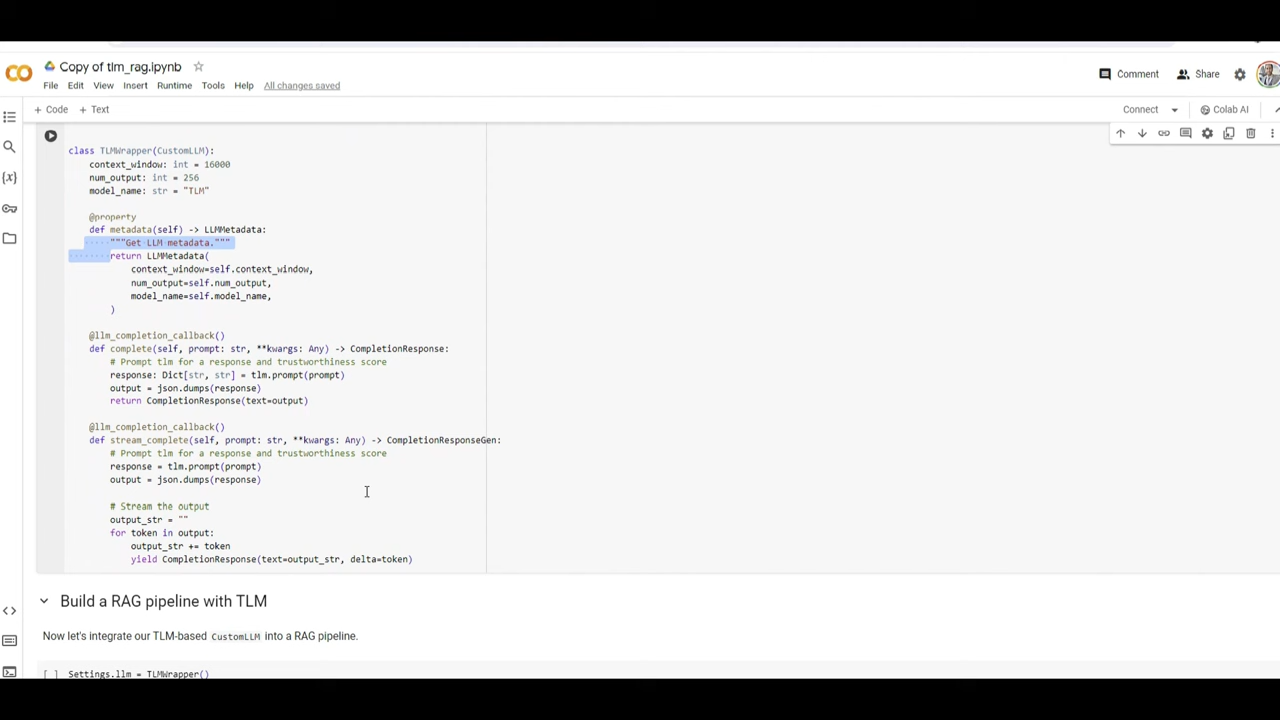 Copy of tlm_rag.ipynb
File Edit View Insert Runtime Tools Help All changes saved
Comment Share
+ Code + Text
Connect Colab AI
class TLMWrapper(CustomLLM):
    context_window: int = 16000
    num_output: int = 256
    model_name: str = "TLM"
    @property
    def metadata(self) -> LLMMetadata:
        """Get LLM metadata."""
        return LLMMetadata(
            context_window=self.context_window,
            num_output=self.num_output,
            model_name=self.model_name,
        )
    @llm_completion_callback()
    def complete(self, prompt: str, **kwargs: Any) -> CompletionResponse:
        # Prompt tlm for a response and trustworthiness score
        response: Dict[str, str] = tlm.prompt(prompt)
        output = json.dumps(response)
        return CompletionResponse(text=output)
    @llm_completion_callback()
    def stream_complete(self, prompt: str, **kwargs: Any) -> CompletionResponseGen:
        # Prompt tlm for a response and trustworthiness score
        response = tlm.prompt(prompt)
        output = json.dumps(response)
        # Stream the output
        output_str = ""
        for token in output:
            output_str += token
            yield CompletionResponse(text=output_str, delta=token)
Build a RAG pipeline with TLM
Now let's integrate our TLM-based CustomLLM into a RAG pipeline.
[ ] Settings.llm = TLMWrapper()